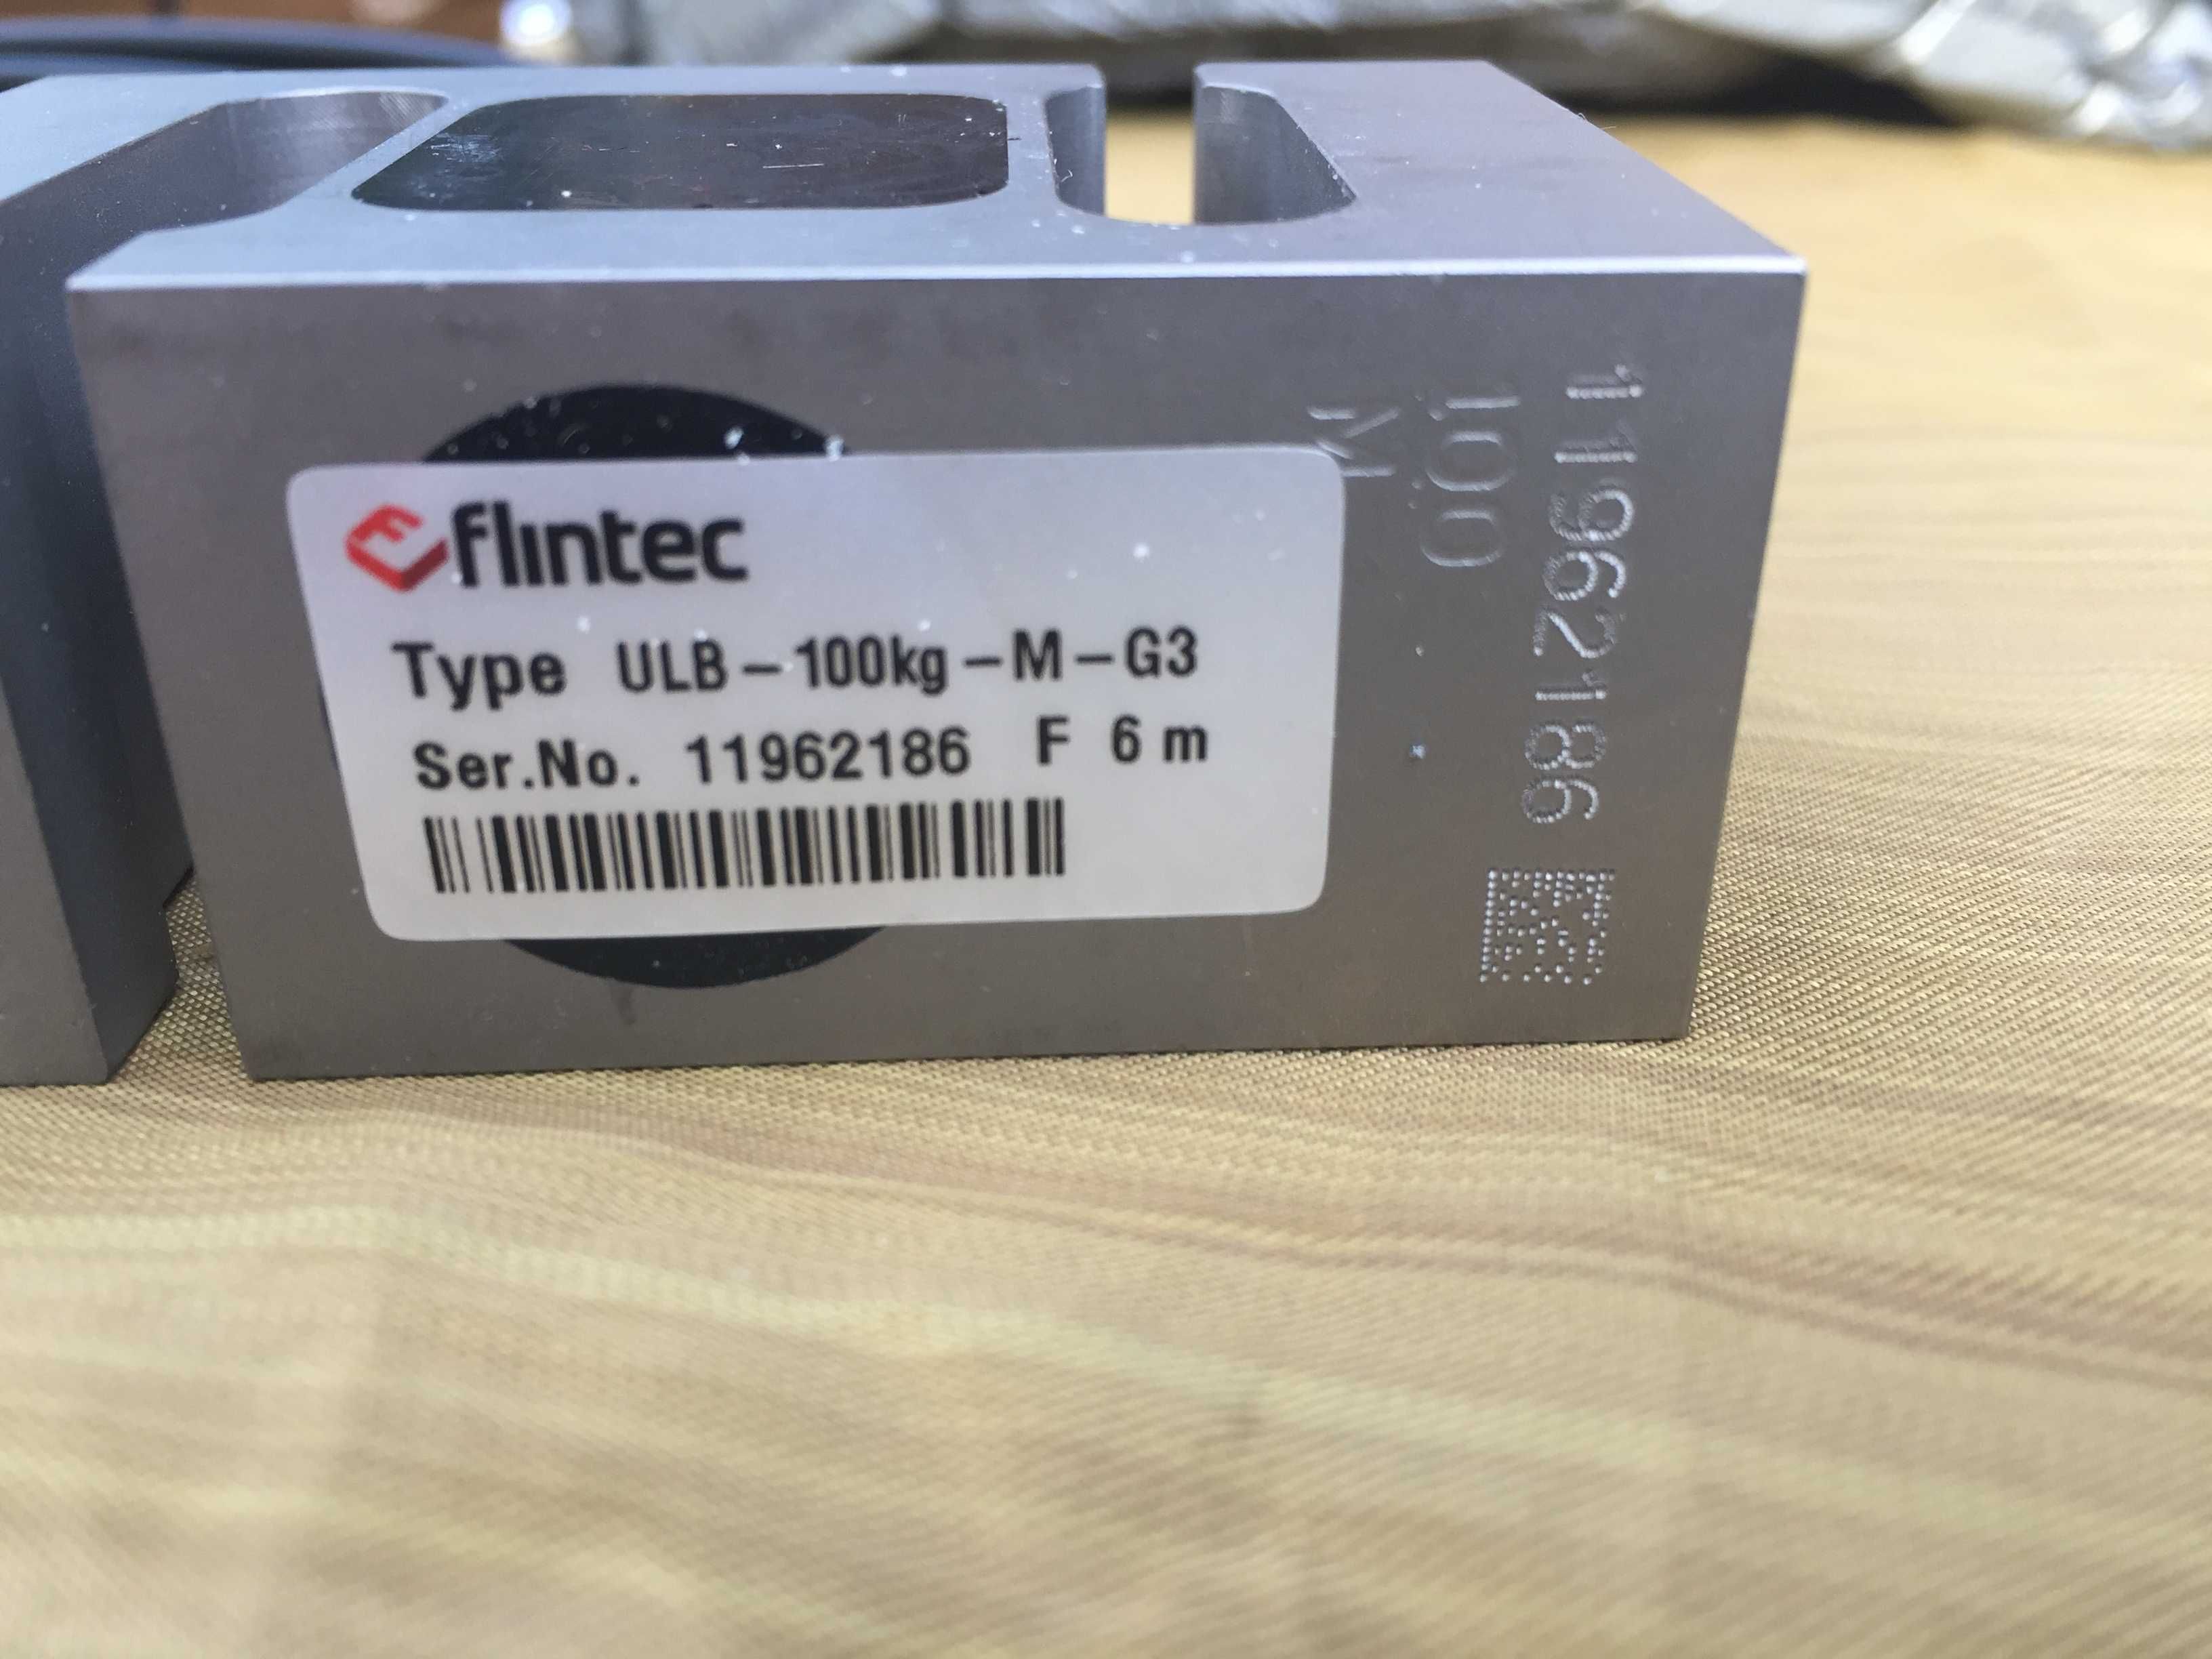 flintec
Type ULB-100kg-M-G3
Ser.No. 11962186 F 6 m
11962186
100
M